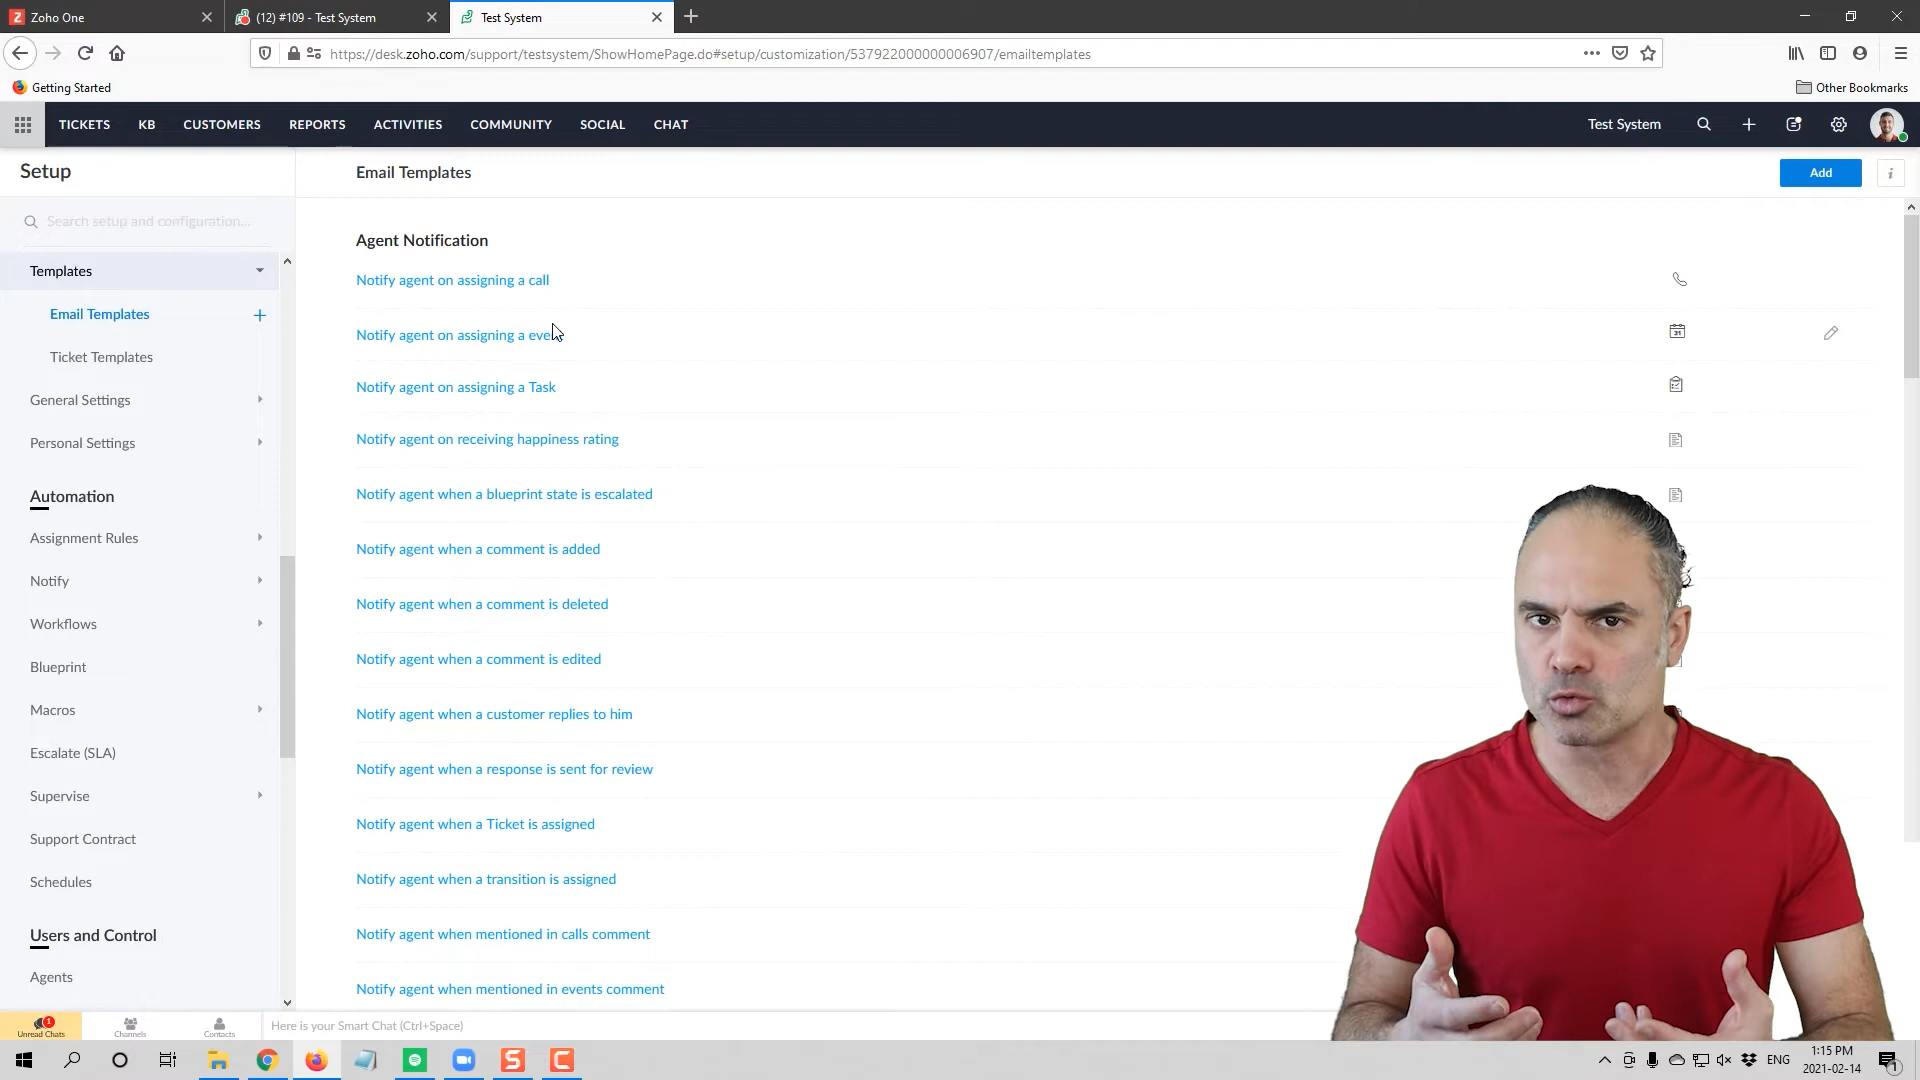 Zoho One
(12) #109 - Test System
Test System
https://desk.zoho.com/support/testsystem/ShowHomePage.do#setup/customization/537922000000006907/emailtemplates
Getting Started
Other Bookmarks
TICKETS KB CUSTOMERS REPORTS ACTIVITIES COMMUNITY SOCIAL CHAT
Test System
Setup
Email Templates
Add
i
Search setup and configuration...
Templates
Email Templates
Ticket Templates
General Settings
Personal Settings
Automation
Assignment Rules
Notify
Workflows
Blueprint
Macros
Escalate (SLA)
Supervise
Support Contract
Schedules
Users and Control
Agents
Agent Notification
Notify agent on assigning a call
Notify agent on assigning a eve
31
Notify agent on assigning a Task
Notify agent on receiving happiness rating
Notify agent when a blueprint state is escalated
Notify agent when a comment is added
Notify agent when a comment is deleted
Notify agent when a comment is edited
Notify agent when a customer replies to him
Notify agent when a response is sent for review
Notify agent when a Ticket is assigned
Notify agent when a transition is assigned
Notify agent when mentioned in calls comment
Notify agent when mentioned in events comment
1
Unread Chats
Channels
Contacts
Here is your Smart Chat (Ctrl+Space)
ENG
1:15 PM
2021-02-14
1